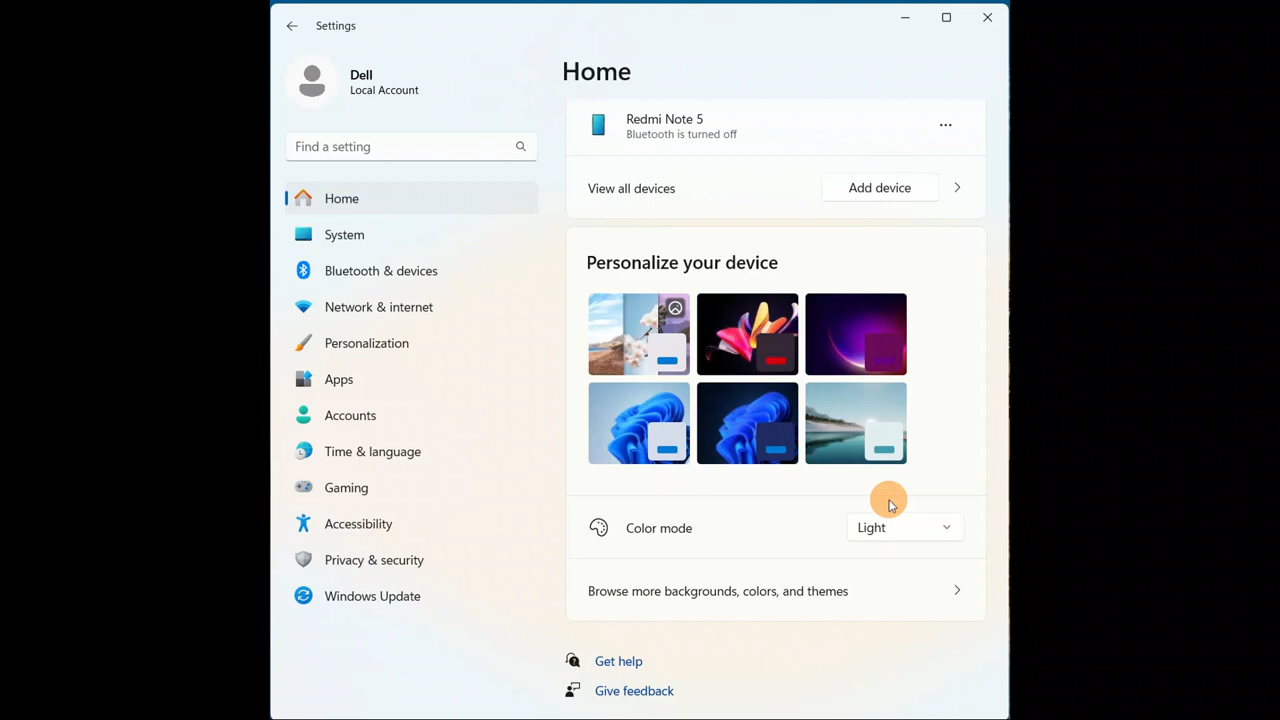 Settings
Dell
Local Account
Find a setting
Home
System
Bluetooth & devices
Network & internet
Personalization
Apps
Accounts
Time & language
Gaming
Accessibility
Privacy & security
Windows Update
Home
Redmi Note 5
Bluetooth is turned off
View all devices
Add device
Personalize your device
Color mode
Light
Browse more backgrounds, colors, and themes
Get help
Give feedback